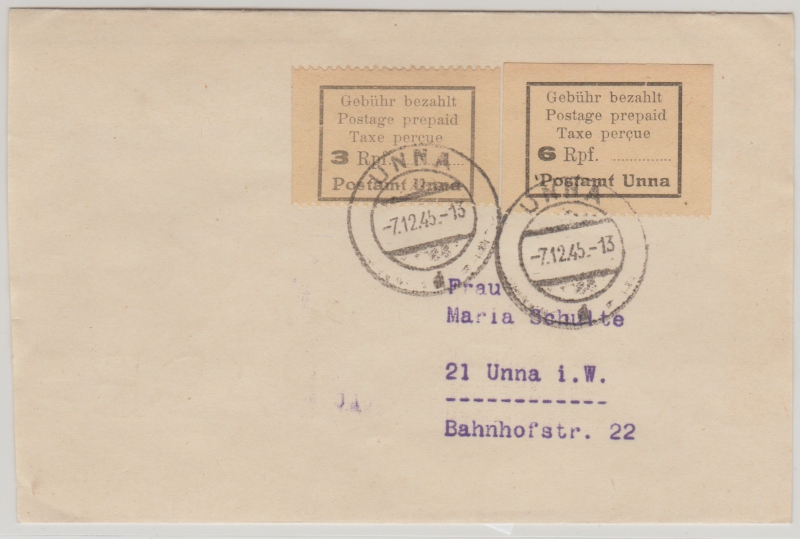 Gebühr bezahlt
Postage prepaid
Taxe perçue
3 Rpf.
Postamt Unna
Gebühr bezahlt
Postage prepaid
Taxe perçue
6 Rpf.
Postamt Unna
UNNA
-7.12.45.-13
UNNA
-7.12.45.-13
Frau
Maria Schulte
21 Unna i.W.
Bahnhofstr. 22